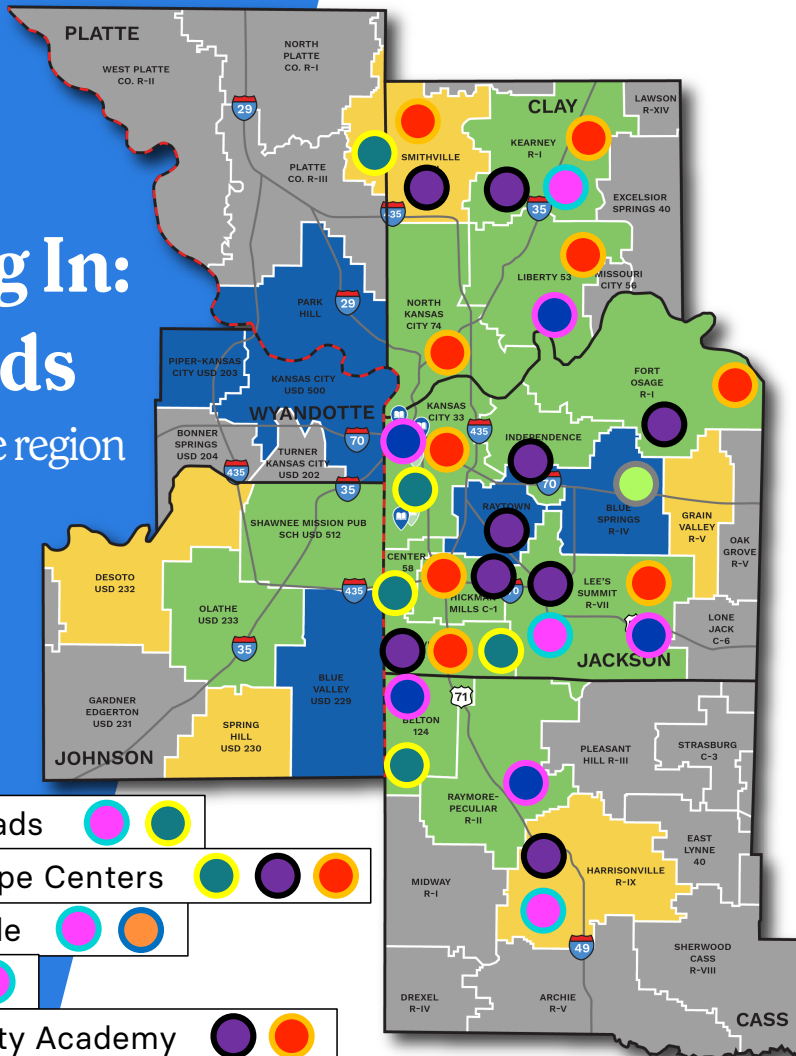 PLATTE
WEST PLATTE
CO. R-II
NORTH
PLATTE
CO. R-I
29
PLATTE
CO. R-III
CLAY
LAWSON
R-XIV
KEARNEY
R-I
SMITHVILLE
EXCELSIOR
SPRINGS 40
435
35
g In:
ds
e region
LIBERTY 53
MISSOURI
CITY 56
NORTH
KANSAS
CITY 74
PARK
HILL
29
PIPER-KANSAS
CITY USD 203
KANSAS CITY
USD 500
WYANDOTTE
FORT
OSAGE
R-I
KANSAS
CITY 33
BONNER
SPRINGS
USD 204
TURNER
KANSAS CITY
USD 202
70
435
35
435
INDEPENDENCE
70
RAYTOWN
BLUE
SPRINGS
R-IV
GRAIN
VALLEY
R-V
OAK
GROVE
R-V
SHAWNEE MISSION PUB
SCH USD 512
DESOTO
USD 232
OLATHE
USD 233
435
35
CENTER
58
HICKMAN
MILLS C-1
LEE'S
SUMMIT
R-VII
LONE
JACK
C-6
JACKSON
GARDNER
EDGERTON
USD 231
BLUE
VALLEY
USD 229
SPRING
HILL
USD 230
JOHNSON
71
BELTON
124
PLEASANT
HILL R-III
STRASBURG
C-3
RAYMORE-
PECULIAR
R-II
EAST
LYNNE
40
HARRISONVILLE
R-IX
MIDWAY
R-I
49
SHERWOOD
CASS
R-VIII
DREXEL
R-IV
ARCHIE
R-V
CASS
ads
pe Centers
le
ty Academy